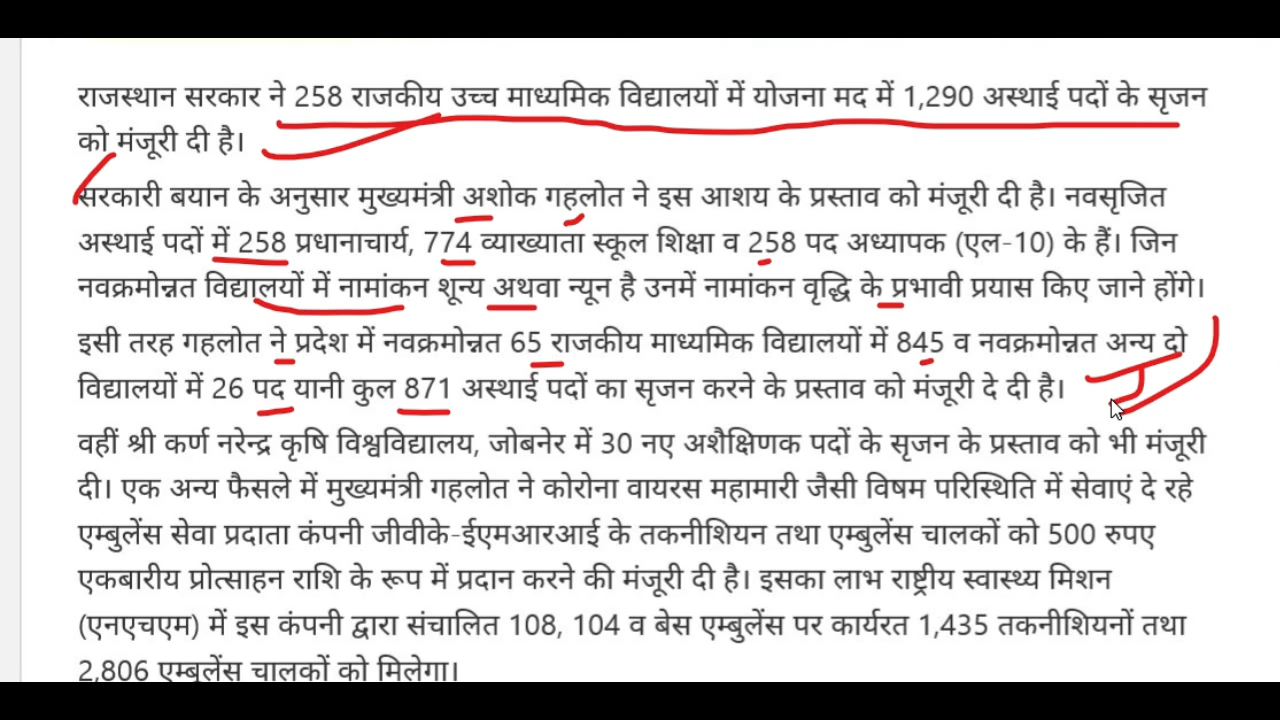 राजस्थान सरकार ने 258 राजकीय उच्च माध्यमिक विद्यालयों में योजना मद में 1,290 अस्थाई पदों के सृजन
को मंजूरी दी है।
सरकारी बयान के अनुसार मुख्यमंत्री अशोक गहलोत ने इस आशय के प्रस्ताव को मंजूरी दी है। नवसृजित
अस्थाई पदों में 258 प्रधानाचार्य, 774 व्याख्याता स्कूल शिक्षा व 258 पद अध्यापक (एल-10) के हैं। जिन
नवक्रमोन्नत विद्यालयों में नामांकन शून्य अथवा न्यून है उनमें नामांकन वृद्धि के प्रभावी प्रयास किए जाने होंगे।
इसी तरह गहलोत ने प्रदेश में नवक्रमोन्नत 65 राजकीय माध्यमिक विद्यालयों में 845 व नवक्रमोन्नत अन्य दो
विद्यालयों में 26 पद यानी कुल 871 अस्थाई पदों का सृजन करने के प्रस्ताव को मंजूरी दे दी है।
वहीं श्री कर्ण नरेन्द्र कृषि विश्वविद्यालय, जोबनेर में 30 नए अशैक्षिणक पदों के सृजन के प्रस्ताव को भी मंजूरी
दी। एक अन्य फैसले में मुख्यमंत्री गहलोत ने कोरोना वायरस महामारी जैसी विषम परिस्थिति में सेवाएं दे रहे
एम्बुलेंस सेवा प्रदाता कंपनी जीवीके-ईएमआरआई के तकनीशियन तथा एम्बुलेंस चालकों को 500 रुपए
एकबारीय प्रोत्साहन राशि के रूप में प्रदान करने की मंजूरी दी है। इसका लाभ राष्ट्रीय स्वास्थ्य मिशन
(एनएचएम) में इस कंपनी द्वारा संचालित 108, 104 व बेस एम्बुलेंस पर कार्यरत 1,435 तकनीशियनों तथा
2,806 एम्बुलेंस चालकों को मिलेगा।